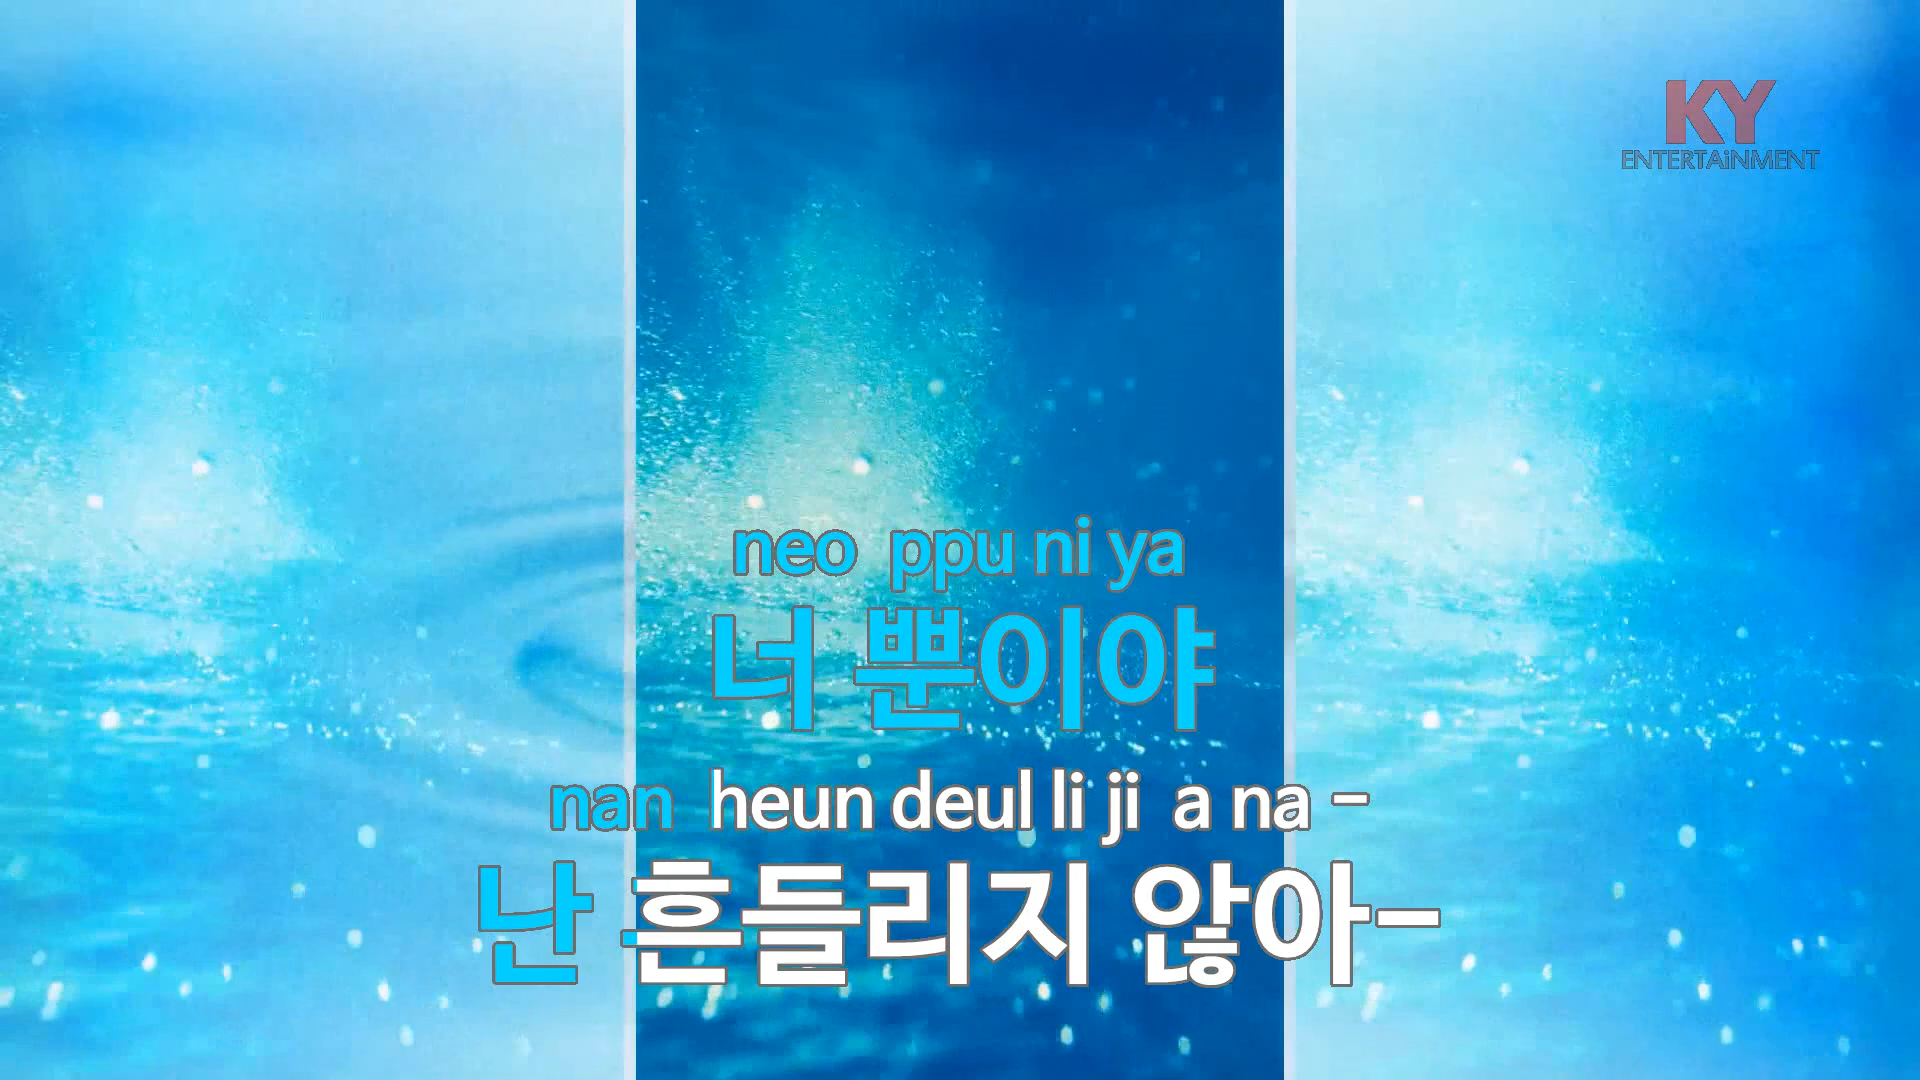 KY
ENTERTAiNMENT
neo ppu ni ya
너 뿐이야
nan heun deul li ji a na -
난 흔들리지 않아-